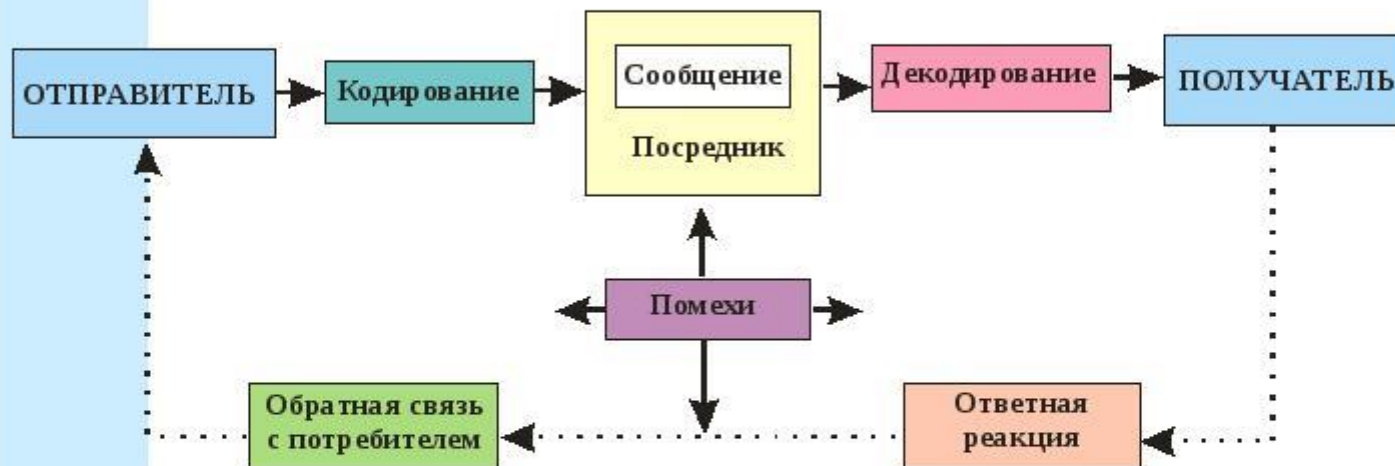 ОТПРАВИТЕЛЬ
Кодирование
Сообщение
Посредник
Декодирование
ПОЛУЧАТЕЛЬ
Помехи
Обратная связь
с потребителем
Ответная
реакция